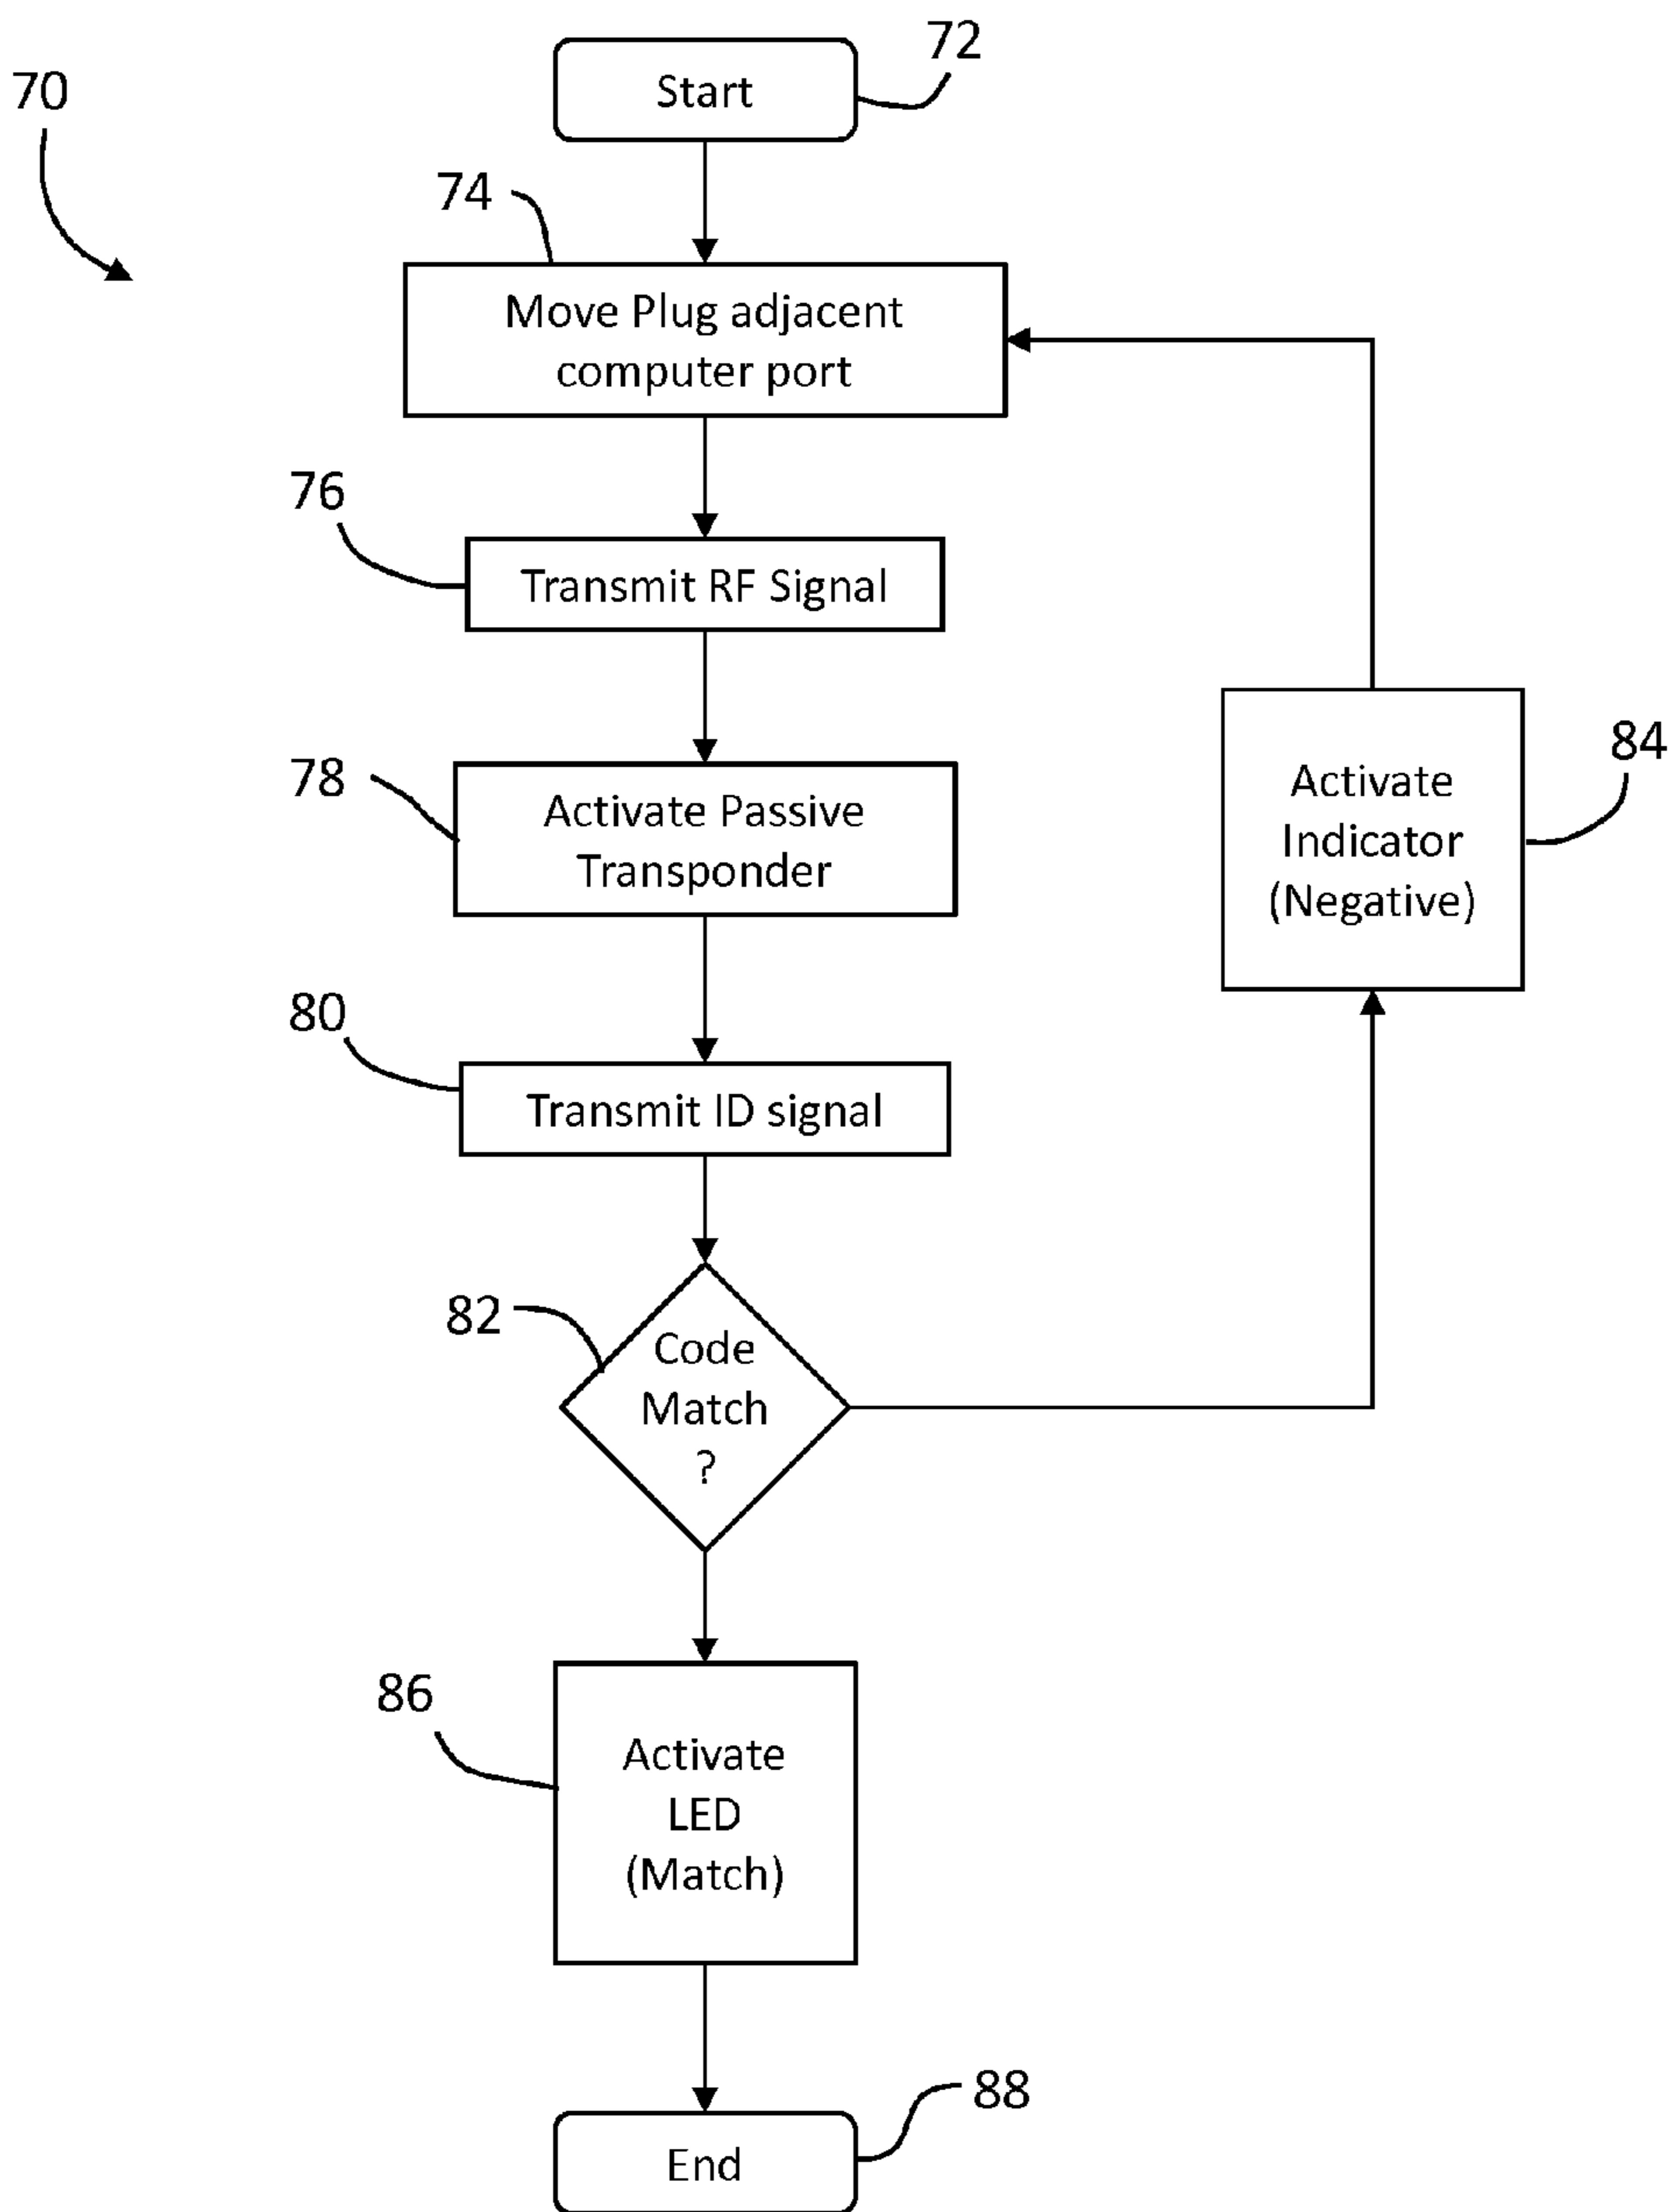 70
72
Start
74
Move Plug adjacent
computer port
76
Transmit RF Signal
78
Activate Passive
Transponder
84
Activate
Indicator
(Negative)
80
Transmit ID signal
82
Code
Match
?
86
Activate
LED
(Match)
88
End